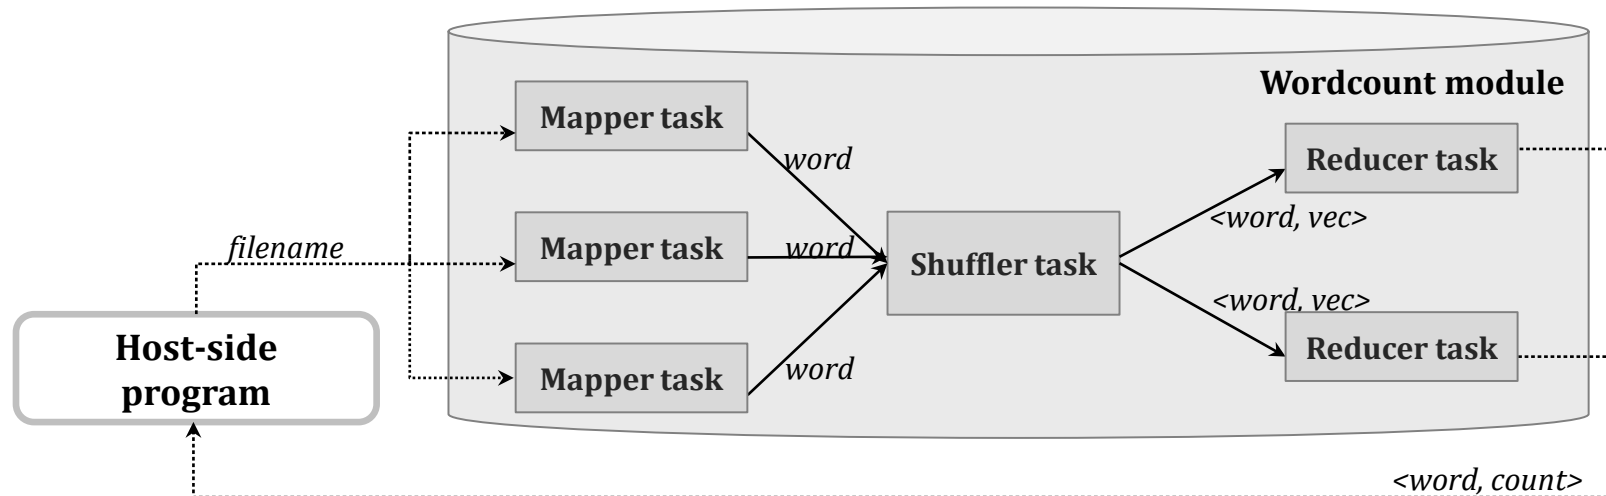 Wordcount module
Mapper task
word
Reducer task
<word, vec>
filename
Mapper task
word
Shuffler task
<word, vec>
Host-side
program
Mapper task
word
Reducer task
<word, count>